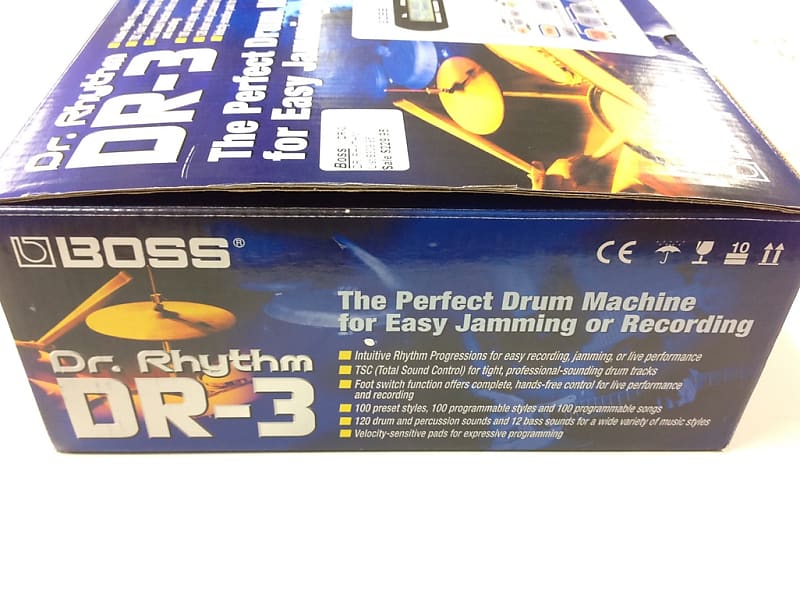 Dr. Rhythm
DR-3
The Perfect Drum
for Easy
Boss
BOSS
BOSS®
CE
10
The Perfect Drum Machine
for Easy Jamming or Recording
Intuitive Rhythm Progressions for easy recording, jamming, or live performance
TSC (Total Sound Control) for tight, professional-sounding drum tracks
Foot switch function offers complete, hands-free control for live performance
and recording
100 preset styles, 100 programmable styles and 100 programmable songs
120 drum and percussion sounds and 12 bass sounds for a wide variety of music styles
Velocity-sensitive pads for expressive programming
Dr. Rhythm
DR-3